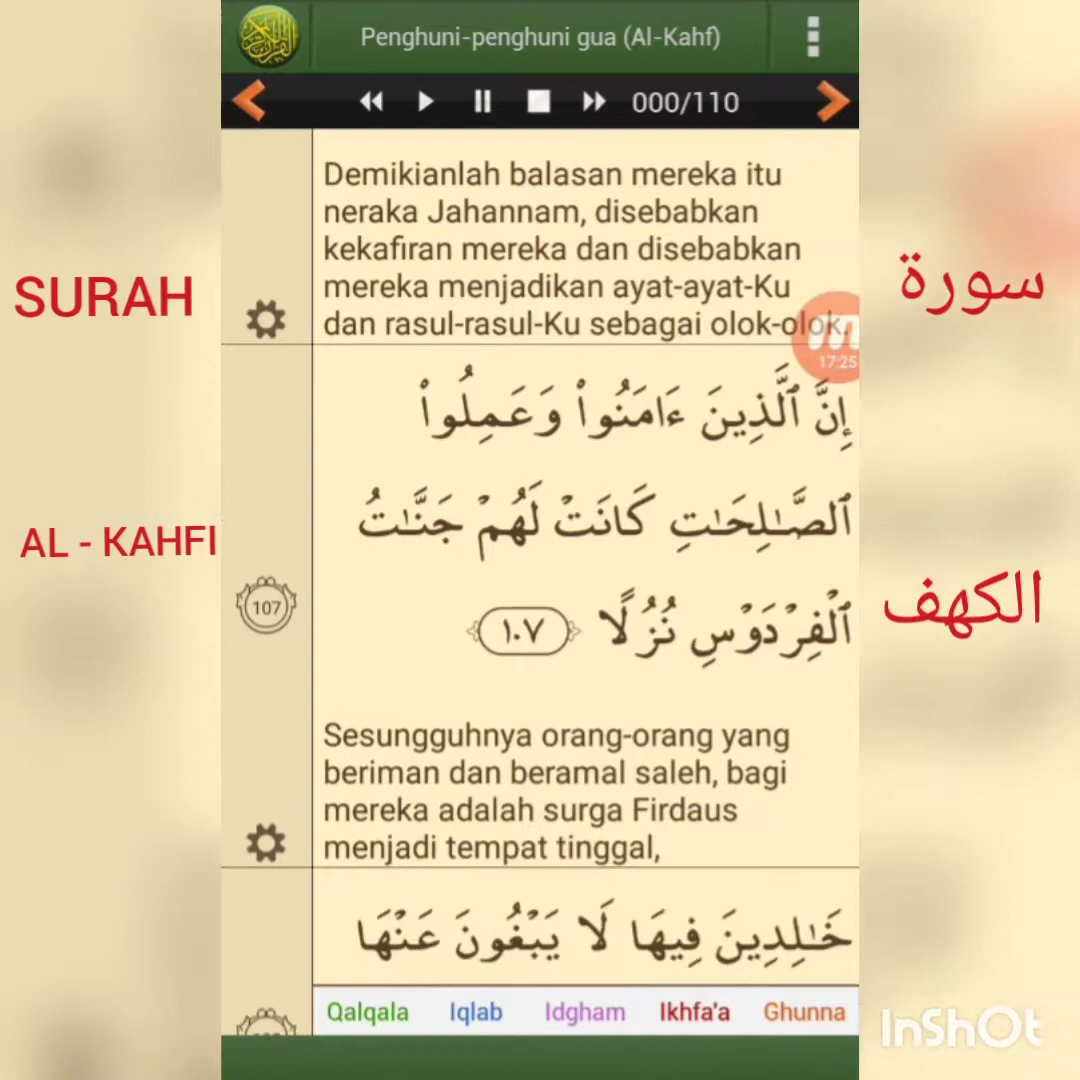 Penghuni-penghuni gua (Al-Kahf)
000/110
Demikianlah balasan mereka itu
neraka Jahannam, disebabkan
kekafiran mereka dan disebabkan
mereka menjadikan ayat-ayat-Ku
dan rasul-rasul-Ku sebagai olok-olok.
17:25
SURAH
سورة
إِنَّ ٱلَّذِينَ ءَامَنُوا۟ وَعَمِلُوا۟
ٱلصَّـٰلِحَـٰتِ كَانَتْ لَهُمْ جَنَّـٰتُ
AL - KAHFI
الكهف
107
ٱلْفِرْدَوْسِ نُزُلًا ١٠٧
Sesungguhnya orang-orang yang
beriman dan beramal saleh, bagi
mereka adalah surga Firdaus
menjadi tempat tinggal,
خَـٰلِدِينَ فِيهَا لَا يَبْغُونَ عَنْهَا
Qalqala Iqlab Idgham Ikhfa'a Ghunna
InShOt